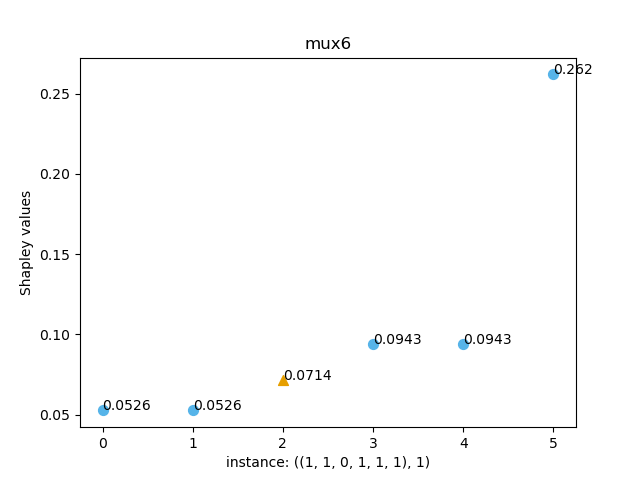 mux6
0.262
0.25
0.20
0.15
0.10
0.05
Shapley values
0.0943
0.0943
0.0714
0.0526
0.0526
0 1 2 3 4 5
instance: ((1, 1, 0, 1, 1, 1), 1)